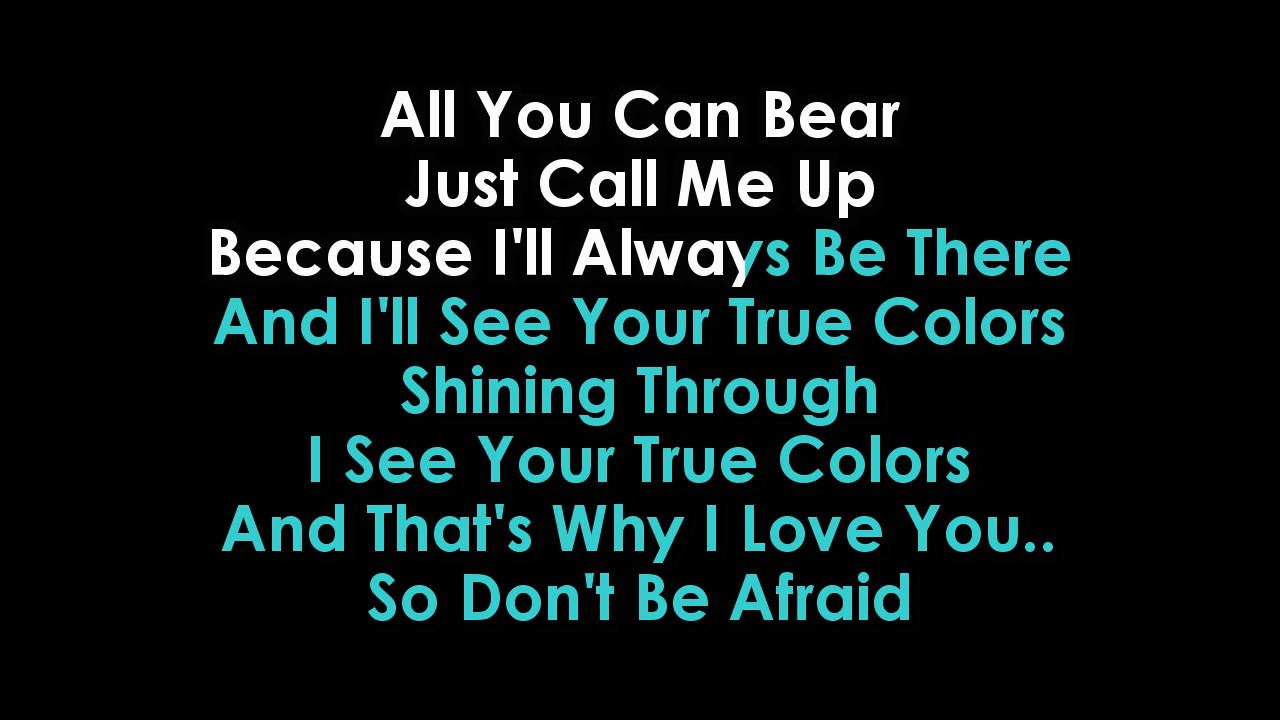 All You Can Bear
Just Call Me Up
Because I'll Always Be There
And I'll See Your True Colors
Shining Through
I See Your True Colors
And That's Why I Love You..
So Don't Be Afraid